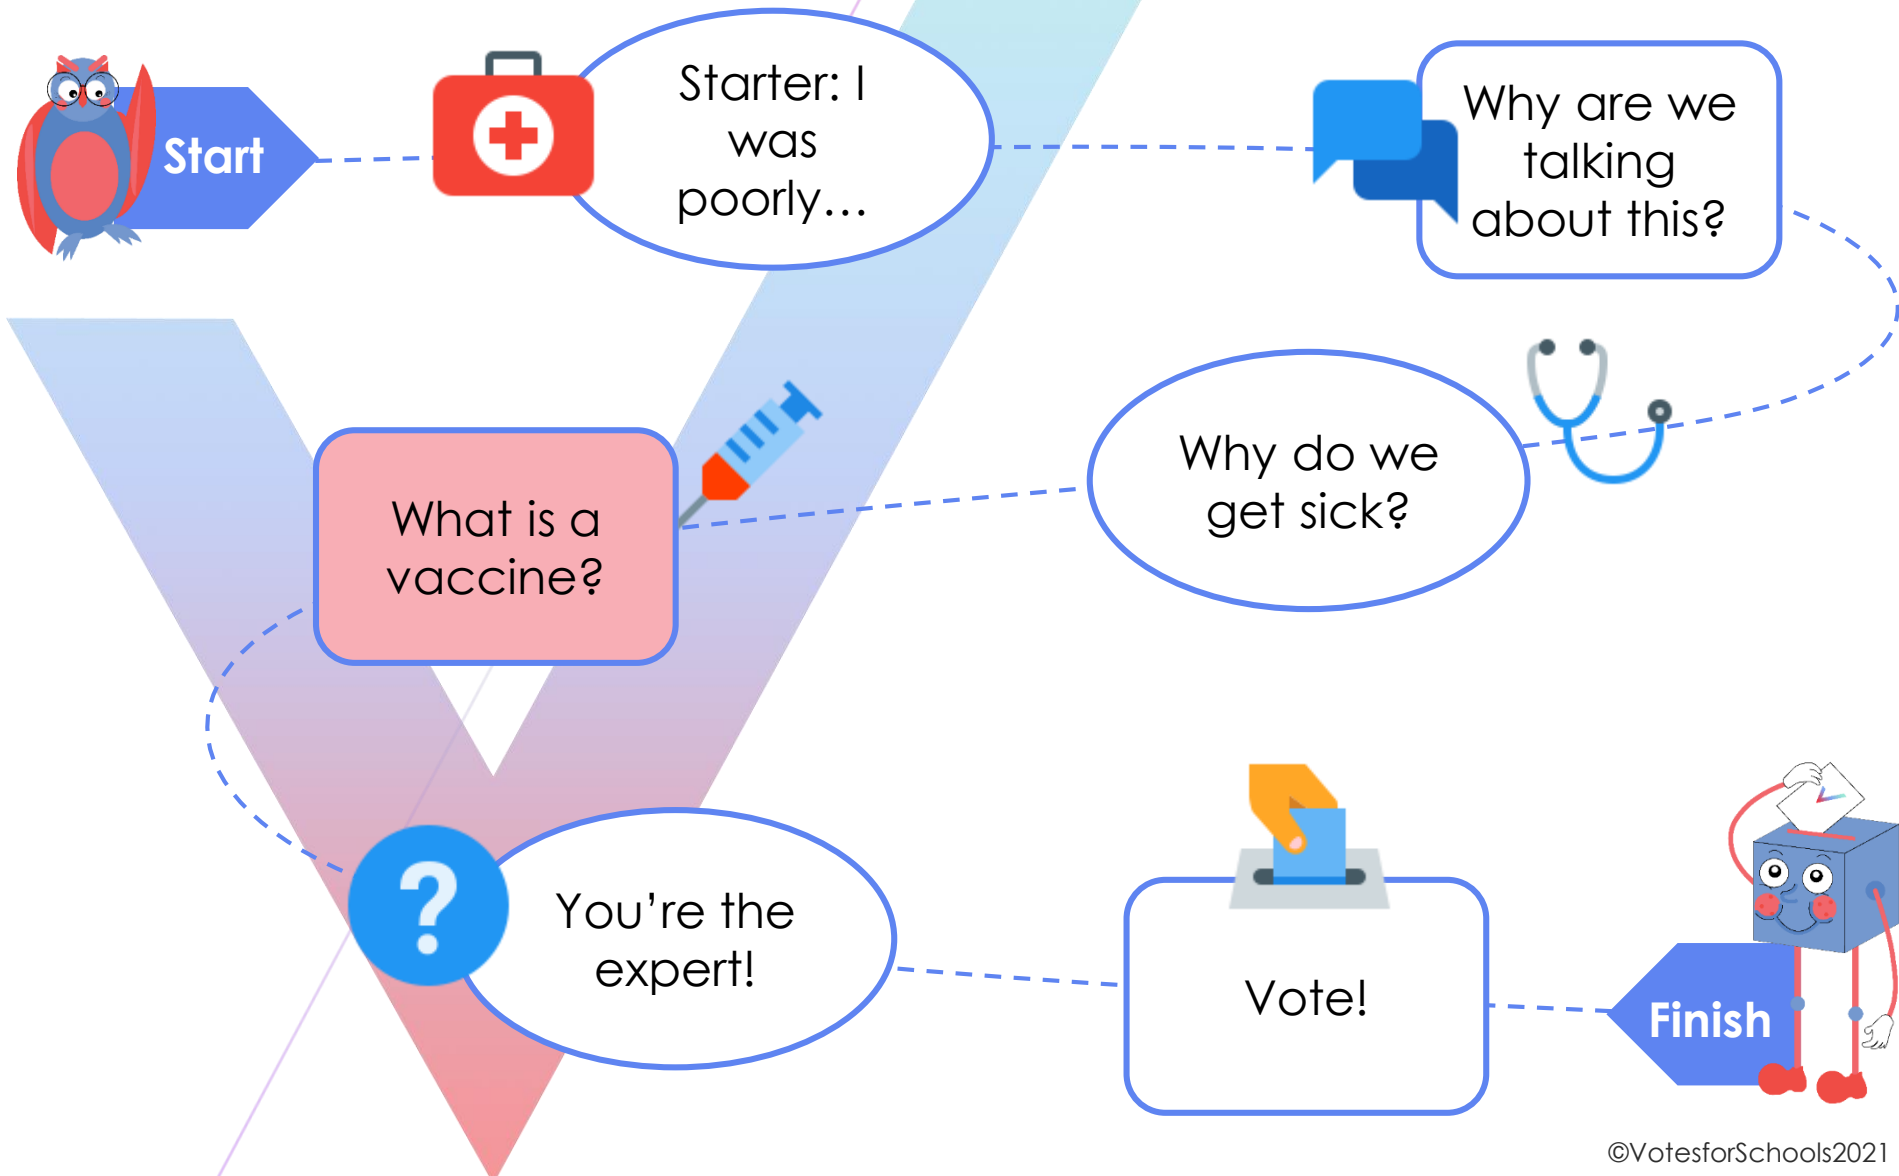 Start
Starter: I
was
poorly…
Why are we
talking
about this?
Why do we
get sick?
What is a
vaccine?
You’re the
expert!
Vote!
Finish
©VotesforSchools2021